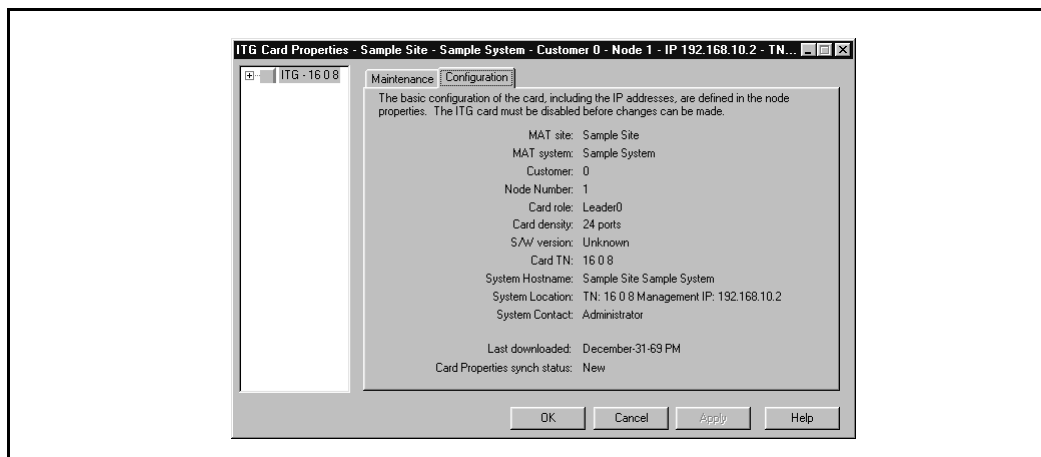 ITG Card Properties - Sample Site - Sample System - Customer 0 - Node 1 - IP 192.168.10.2 - TN...
ITG - 16 0 8
Maintenance Configuration
The basic configuration of the card, including the IP addresses, are defined in the node
properties. The ITG card must be disabled before changes can be made.
MAT site: Sample Site
MAT system: Sample System
Customer: 0
Node Number: 1
Card role: Leader0
Card density: 24 ports
S/W version: Unknown
Card TN: 16 0 8
System Hostname: Sample Site Sample System
System Location: TN: 16 0 8 Management IP: 192.168.10.2
System Contact: Administrator
Last downloaded: December-31-69 PM
Card Properties synch status: New
OK Cancel Apply Help